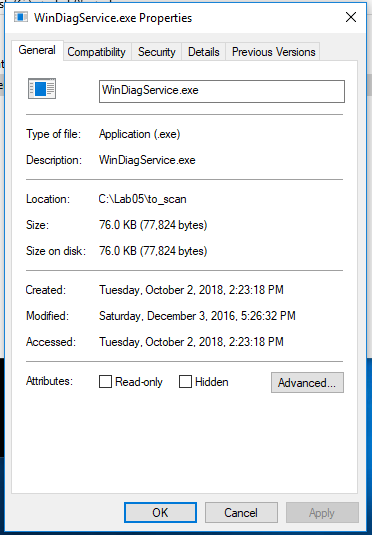 WinDiagService.exe Properties
General Compatibility Security Details Previous Versions
WinDiagService.exe
Type of file: Application (.exe)
Description: WinDiagService.exe
Location: C:\Lab05\to_scan
Size: 76.0 KB (77,824 bytes)
Size on disk: 76.0 KB (77,824 bytes)
Created: Tuesday, October 2, 2018, 2:23:18 PM
Modified: Saturday, December 3, 2016, 5:26:32 PM
Accessed: Tuesday, October 2, 2018, 2:23:18 PM
Attributes: Read-only Hidden Advanced...
OK Cancel Apply